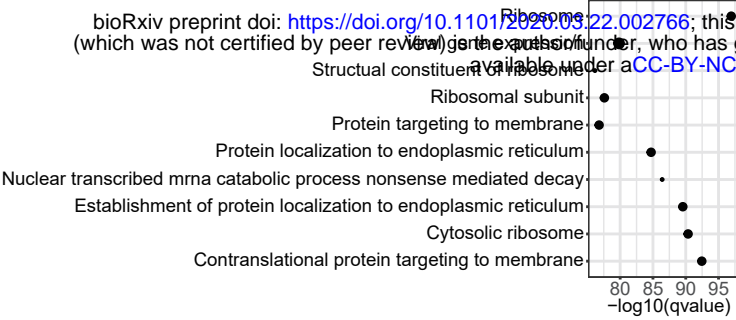 Ribosome
bioRxiv preprint doi: https://doi.org/10.1101/2020.03.22.002766; this
Viral gene expression
(which was not certified by peer review) is the author/funder, who has
available under aCC-BY-NC
Structual constituent of ribosome
Ribosomal subunit
Protein targeting to membrane
Protein localization to endoplasmic reticulum
Nuclear transcribed mrna catabolic process nonsense mediated decay
Establishment of protein localization to endoplasmic reticulum
Cytosolic ribosome
Contranslational protein targeting to membrane
80 85 90 95
−log10(qvalue)